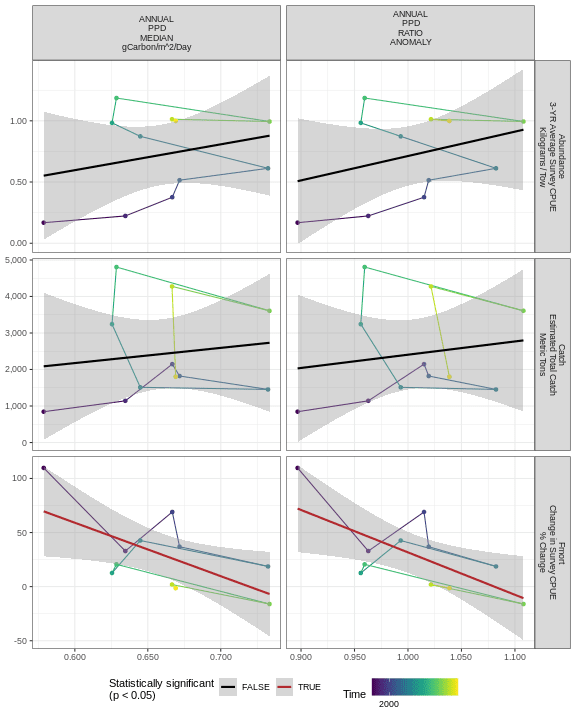 ANNUAL
PPD
MEDIAN
gCarbon/m^2/Day
ANNUAL
PPD
RATIO
ANOMALY
1.00
0.50
0.00
Abundance
3-YR Average Survey CPUE
Kilograms / Tow
5,000
4,000
3,000
2,000
1,000
0
Catch
Estimated Total Catch
Metric Tons
100
50
0
-50
Fmort
Change in Survey CPUE
% Change
0.600
0.650
0.700
0.900
0.950
1.000
1.050
1.100
Statistically significant
(p < 0.05)
FALSE
TRUE
Time
2000